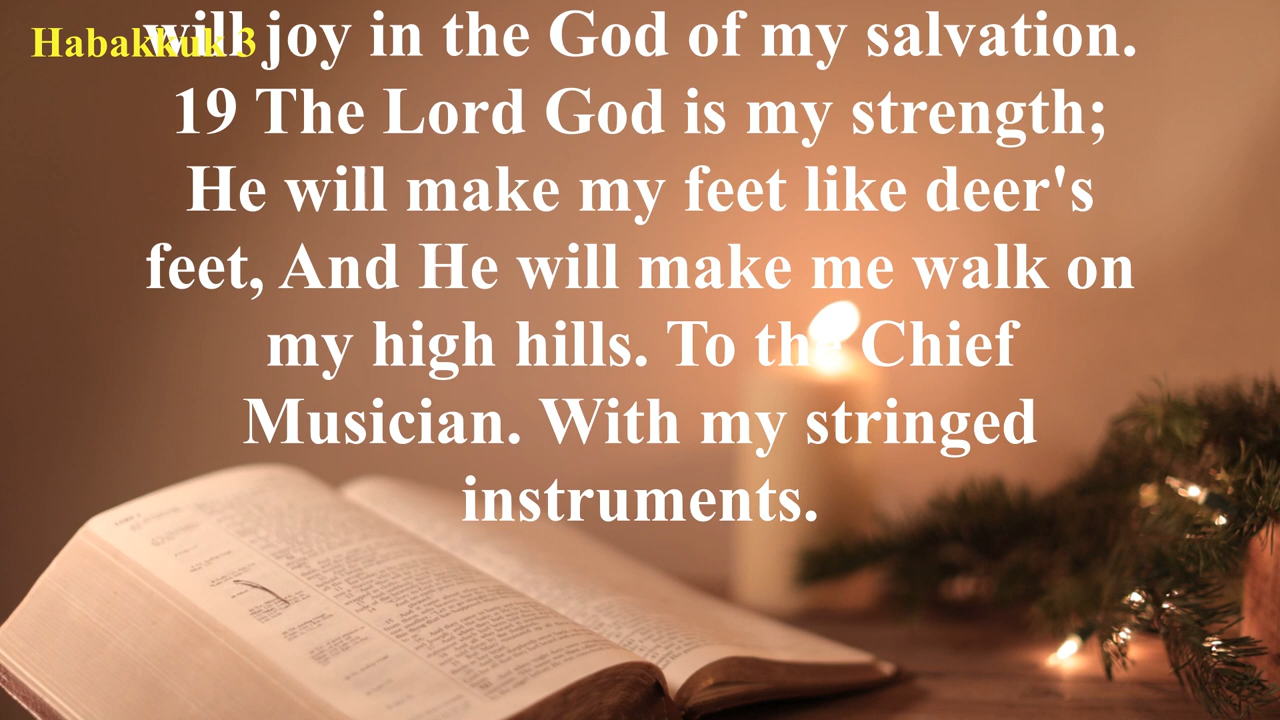 Habakkuk 3
will joy in the God of my salvation.
19 The Lord God is my strength;
He will make my feet like deer's
feet, And He will make me walk on
my high hills. To the Chief
Musician. With my stringed
instruments.